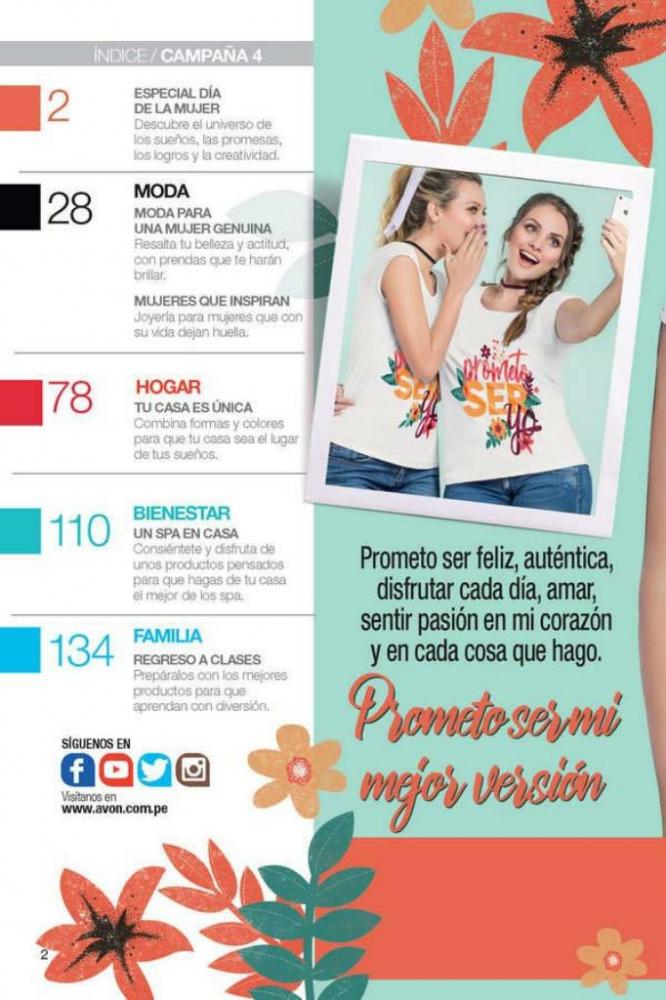 ÍNDICE / CAMPAÑA 4
2
ESPECIAL DÍA
DE LA MUJER
Descubre el universo de
los sueños, las promesas,
los logros y la creatividad.
28
MODA
MODA PARA
UNA MUJER GENUINA
Resalta tu belleza y actitud,
con prendas que te harán
brillar.
MUJERES QUE INSPIRAN
Joyería para mujeres que con
su vida dejan huella.
78
HOGAR
TU CASA ES ÚNICA
Combina formas y colores
para que tu casa sea el lugar
de tus sueños.
110
BIENESTAR
UN SPA EN CASA
Consiéntete y disfruta de
unos productos pensados
para que hagas de tu casa
el mejor de los spa.
134
FAMILIA
REGRESO A CLASES
Prepáralos con los mejores
productos para que
aprendan con diversión.
SÍGUENOS EN
Visítanos en
www.avon.com.pe
2
prometo
SER
yo
prometo
SER
yo
Prometo ser feliz, auténtica,
disfrutar cada día, amar,
sentir pasión en mi corazón
y en cada cosa que hago.
Prometo ser mi
mejor versión